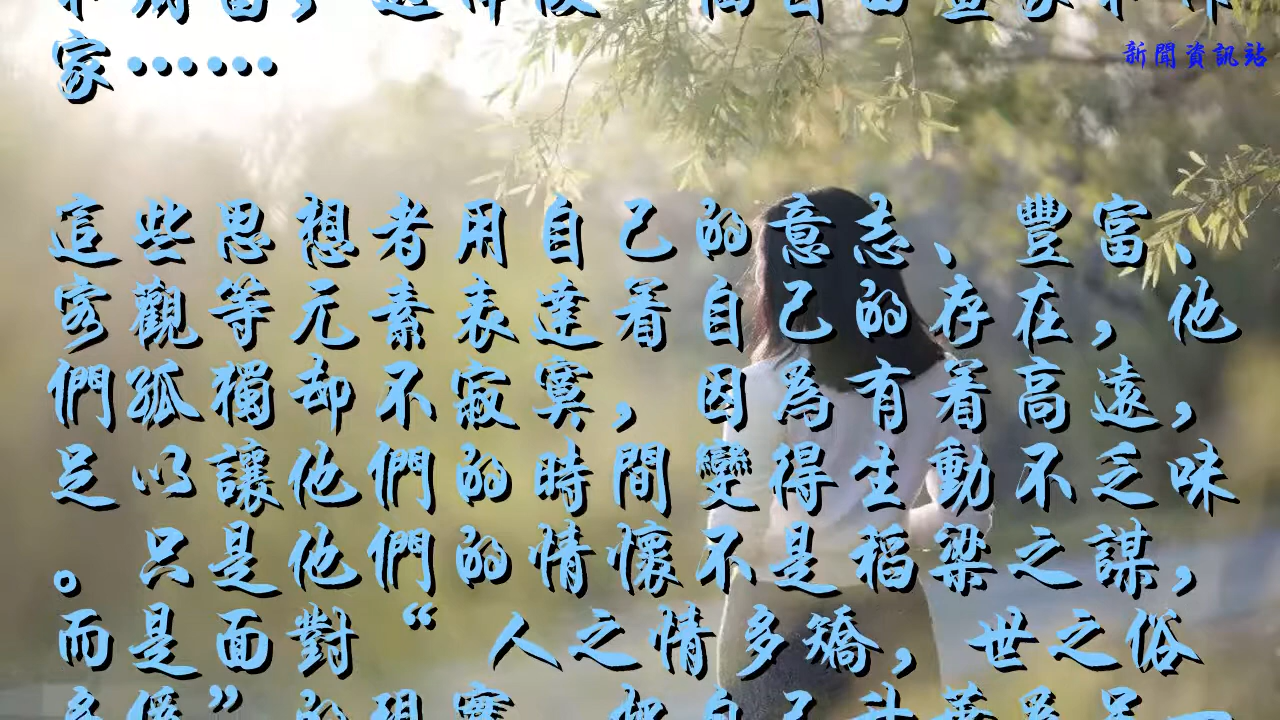 家……
新聞資訊站
這些思想者用自己的意志、豐富、
客觀等元素表達着自己的存在，他
們孤獨却不寂寞，因爲有着高遠，
足以讓他們的時間變得生動不乏味
。只是他們的情懷不是稻粱之謀，
而是面對“ 人之情多矯，世之俗